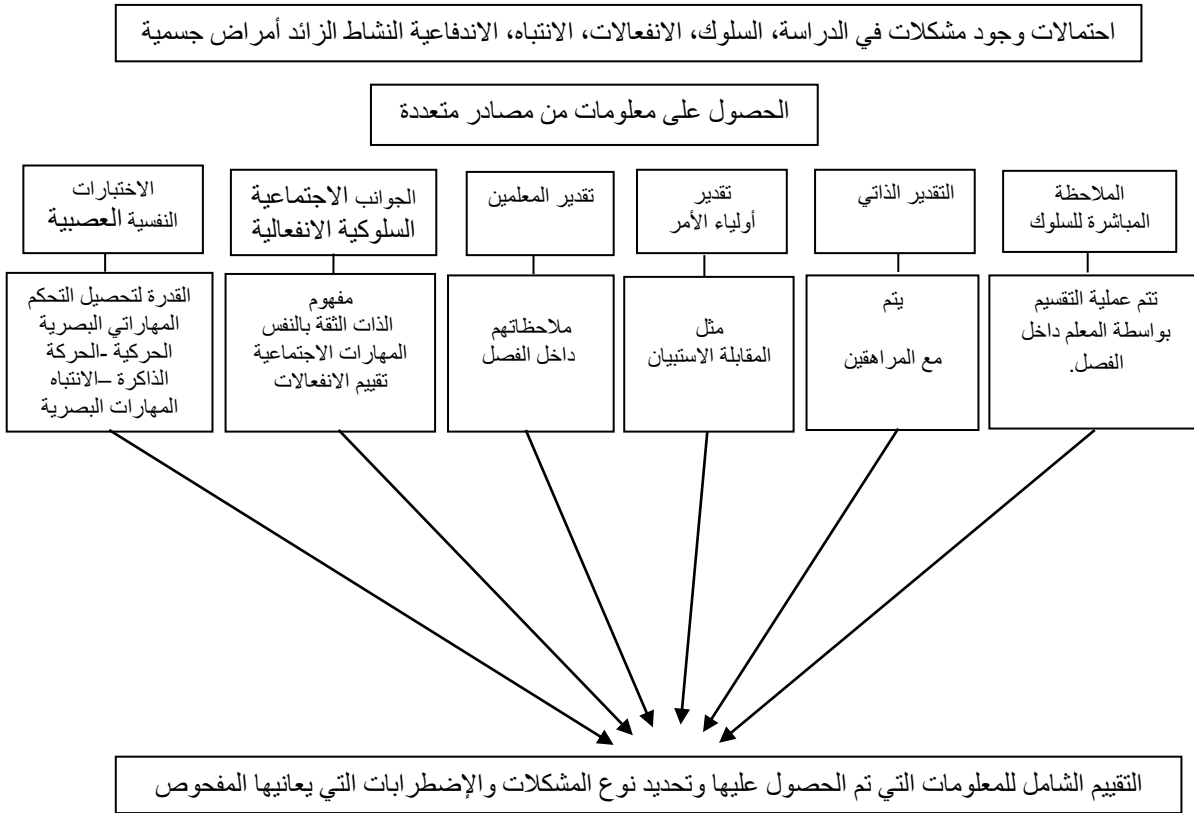 احتمالات وجود مشكلات في الدراسة، السلوك، الانفعالات، الانتباه، الاندفاعية النشاط الزائد أمراض جسمية
الحصول على معلومات من مصادر متعددة
الملاحظة
المباشرة للسلوك
التقدير الذاتي
تقدير
أولياء الأمر
تقدير المعلمين
الجوانب الاجتماعية
السلوكية الانفعالية
الاختبارات
النفسية العصبية
تتم عملية التقسيم
بواسطة المعلم داخل
الفصل.
يتم
مع المراهقين
مثل
المقابلة الاستبيان
ملاحظاتهم
داخل الفصل
مفهوم
الذات الثقة بالنفس
المهارات الاجتماعية
تقييم الانفعالات
القدرة لتحصيل التحكم
المهاراتي البصرية
الحركية -الحركة
الذاكرة –الانتباه
المهارات البصرية
التقييم الشامل للمعلومات التي تم الحصول عليها وتحديد نوع المشكلات والإضطرابات التي يعانيها المفحوص